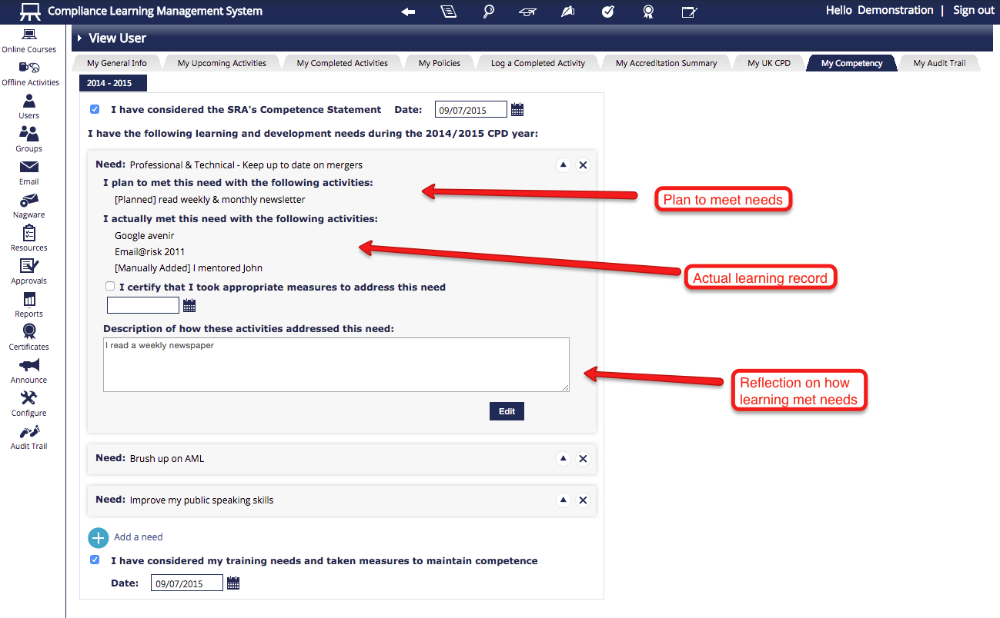 Compliance Learning Management System
Hello Demonstration | Sign out
Online Courses
Offline Activities
Users
Groups
Email
Nagware
Resources
Approvals
Reports
Certificates
Announce
Configure
Audit Trail
View User
My General Info
My Upcoming Activities
My Completed Activities
My Policies
Log a Completed Activity
My Accreditation Summary
My UK CPD
My Competency
My Audit Trail
2014 - 2015
I have considered the SRA's Competence Statement Date: 09/07/2015
I have the following learning and development needs during the 2014/2015 CPD year:
Need: Professional & Technical - Keep up to date on mergers
I plan to met this need with the following activities:
[Planned] read weekly & monthly newsletter
I actually met this need with the following activities:
Google avenir
Email@risk 2011
[Manually Added] I mentored John
I certify that I took appropriate measures to address this need
Description of how these activities addressed this need:
I read a weekly newspaper
Edit
Need: Brush up on AML
Need: Improve my public speaking skills
Add a need
I have considered my training needs and taken measures to maintain competence
Date: 09/07/2015
Plan to meet needs
Actual learning record
Reflection on how
learning met needs